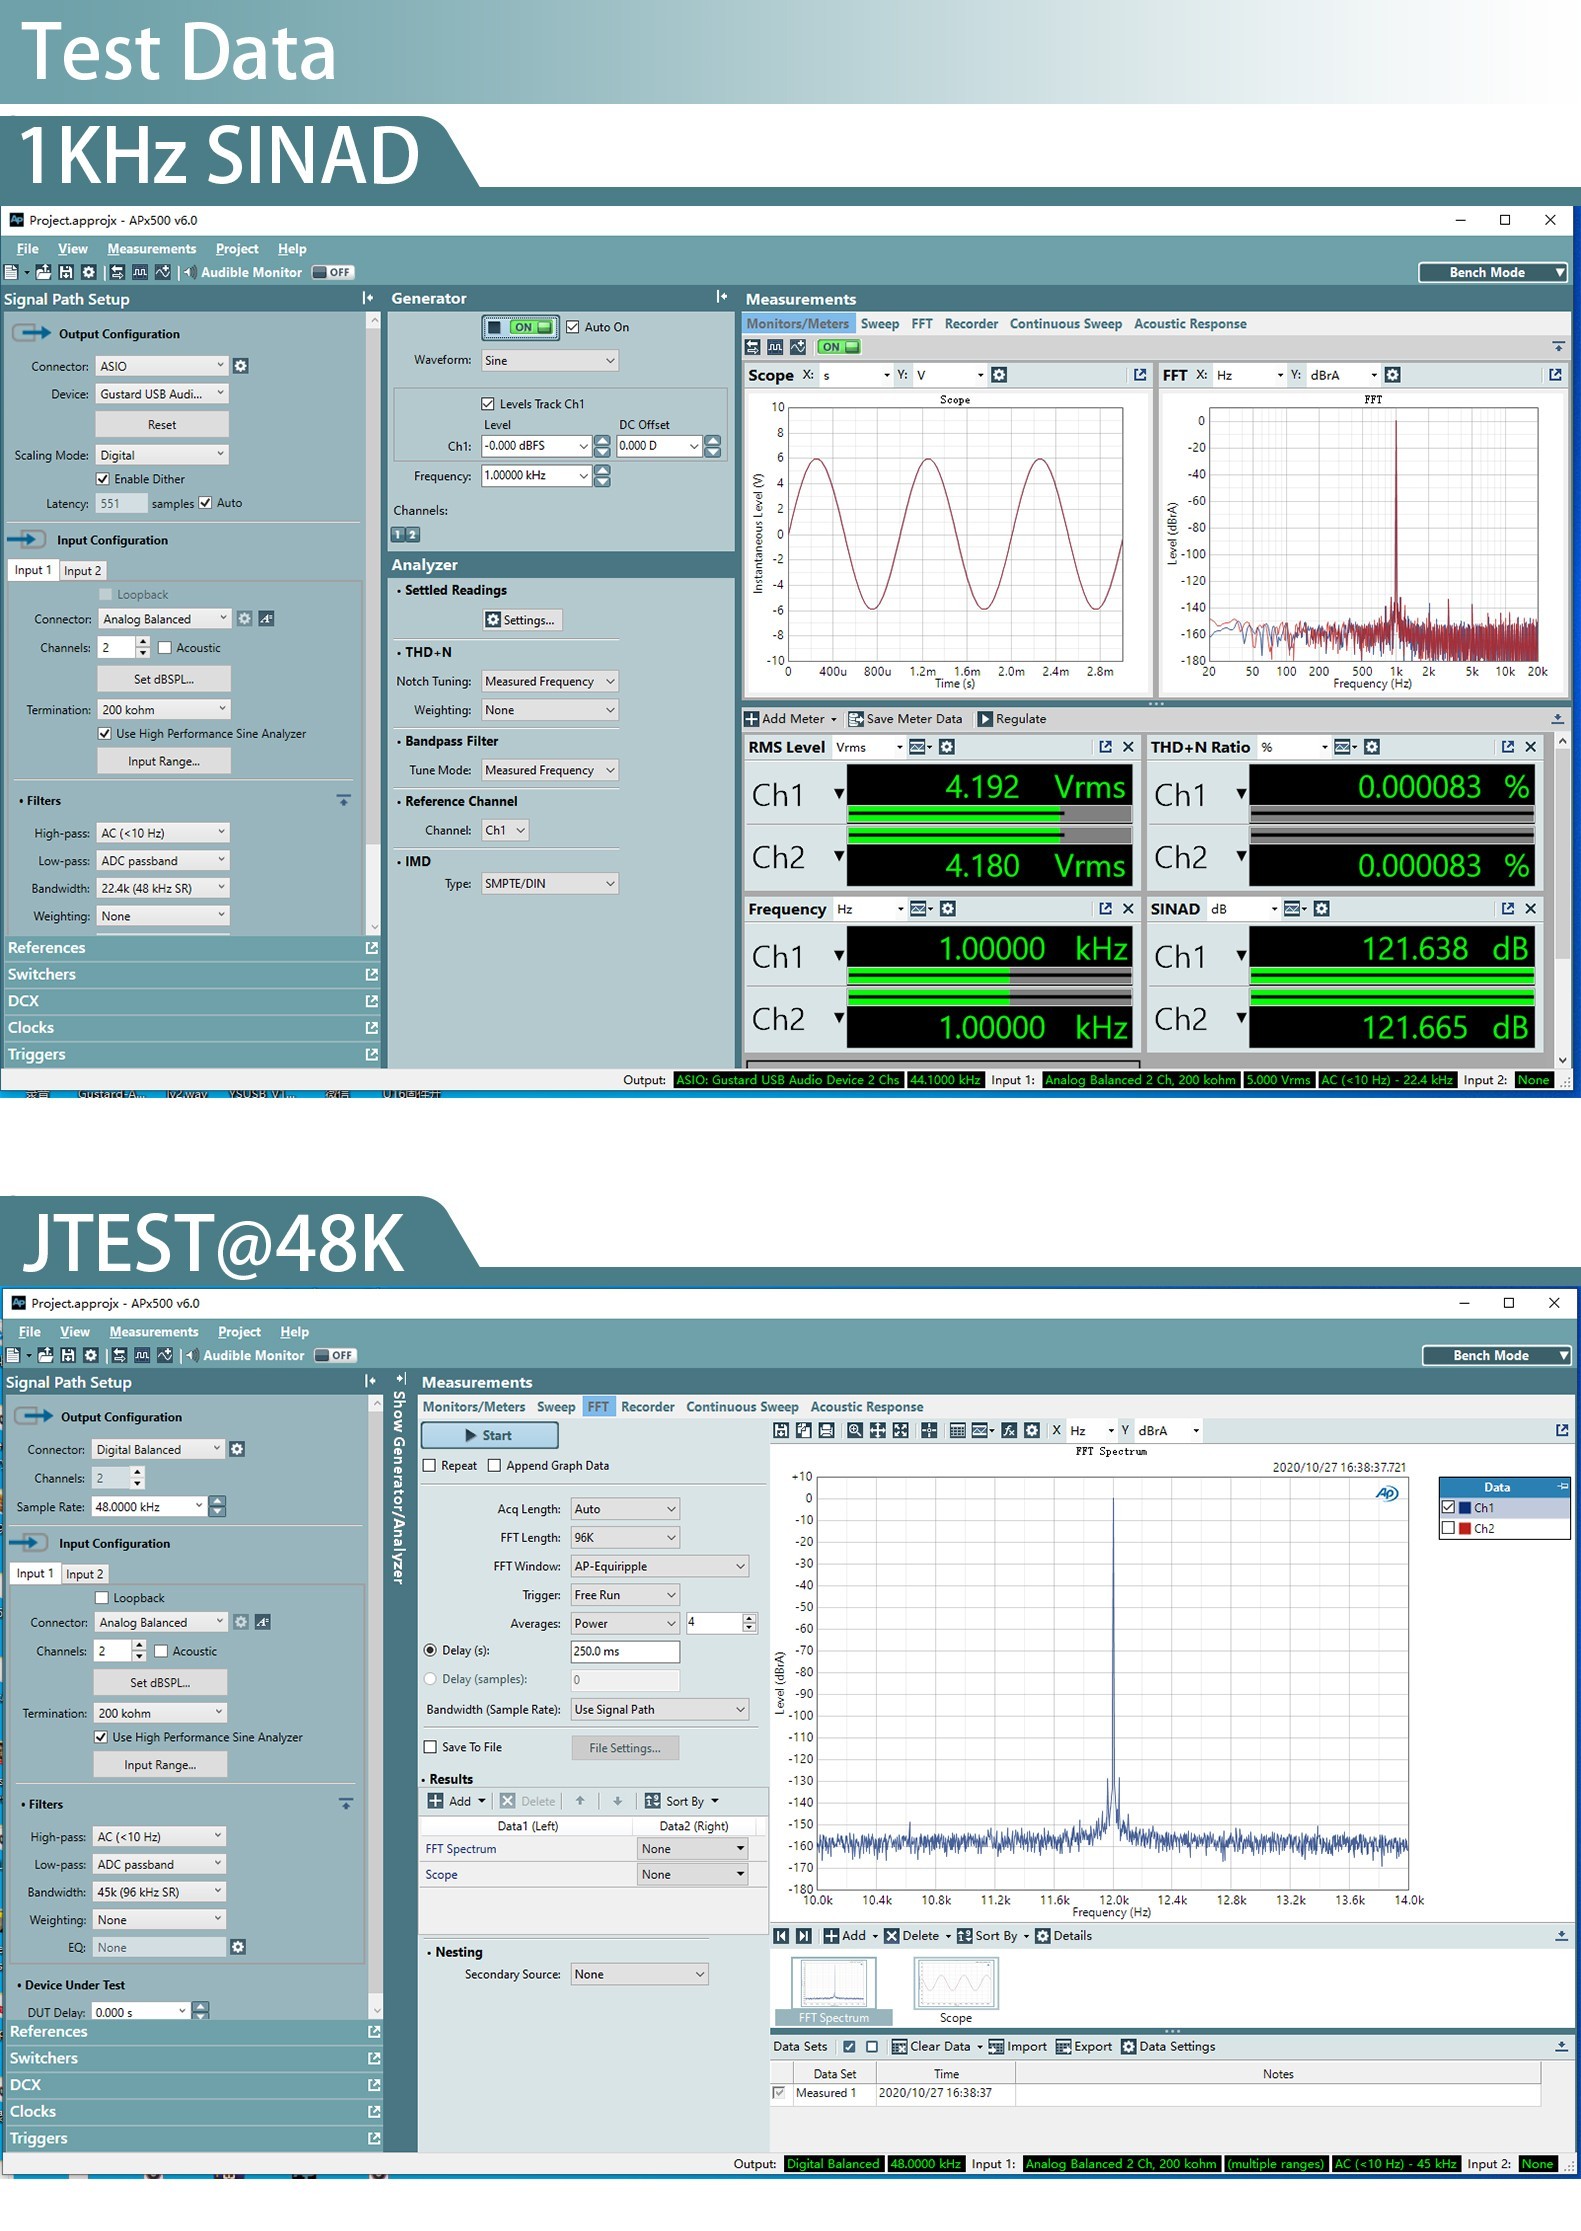 Test Data
1KHz SINAD
Project.approjx - APx500 v6.0
File View Measurements Project Help
Audible Monitor OFF
Bench Mode
Signal Path Setup
Output Configuration
Connector: ASIO
Device: Gustard USB Audi...
Reset
Scaling Mode: Digital
Enable Dither
Latency: 551 samples Auto
Input Configuration
Input 1 Input 2
Loopback
Connector: Analog Balanced
Channels: 2 Acoustic
Set dBSPL...
Termination: 200 kohm
Use High Performance Sine Analyzer
Input Range...
• Filters
High-pass: AC (<10 Hz)
Low-pass: ADC passband
Bandwidth: 22.4k (48 kHz SR)
Weighting: None
References
Switchers
DCX
Clocks
Triggers
Generator
ON Auto On
Waveform: Sine
Levels Track Ch1
Level DC Offset
Ch1: -0.000 dBFS 0.000 D
Frequency: 1.00000 kHz
Channels:
1 2
Analyzer
• Settled Readings
Settings...
• THD+N
Notch Tuning: Measured Frequency
Weighting: None
• Bandpass Filter
Tune Mode: Measured Frequency
• Reference Channel
Channel: Ch1
• IMD
Type: SMPTE/DIN
Measurements
Monitors/Meters Sweep FFT Recorder Continuous Sweep Acoustic Response
ON
Scope X: s Y: V
Scope
Instantaneous Level (V)
10
8
6
4
2
0
-2
-4
-6
-8
-10
0 400u 800u 1.2m 1.6m 2.0m 2.4m 2.8m
Time (s)
FFT X: Hz Y: dBrA
FFT
Level (dBrA)
0
-20
-40
-60
-80
-100
-120
-140
-160
-180
20 50 100 200 500 1k 2k 5k 10k 20k
Frequency (Hz)
Add Meter Save Meter Data Regulate
RMS Level Vrms
Ch1 4.192 Vrms
Ch2 4.180 Vrms
THD+N Ratio %
Ch1 0.000083 %
Ch2 0.000083 %
Frequency Hz
Ch1 1.00000 kHz
Ch2 1.00000 kHz
SINAD dB
Ch1 121.638 dB
Ch2 121.665 dB
Output: ASIO: Gustard USB Audio Device 2 Chs 44.1000 kHz Input 1: Analog Balanced 2 Ch, 200 kohm 5.000 Vrms AC (<10 Hz) - 22.4 kHz Input 2: None
JTEST@48K
Project.approjx - APx500 v6.0
File View Measurements Project Help
Audible Monitor OFF
Bench Mode
Signal Path Setup
Output Configuration
Connector: Digital Balanced
Channels: 2
Sample Rate: 48.0000 kHz
Input Configuration
Input 1 Input 2
Loopback
Connector: Analog Balanced
Channels: 2 Acoustic
Set dBSPL...
Termination: 200 kohm
Use High Performance Sine Analyzer
Input Range...
• Filters
High-pass: AC (<10 Hz)
Low-pass: ADC passband
Bandwidth: 45k (96 kHz SR)
Weighting: None
EQ: None
• Device Under Test
DUT Delay: 0.000 s
References
Switchers
DCX
Clocks
Triggers
Show Generator/Analyzer
Measurements
Monitors/Meters Sweep FFT Recorder Continuous Sweep Acoustic Response
Start
Repeat Append Graph Data
Acq Length: Auto
FFT Length: 96K
FFT Window: AP-Equiripple
Trigger: Free Run
Averages: Power 4
Delay (s): 250.0 ms
Delay (samples): 0
Bandwidth (Sample Rate): Use Signal Path
Save To File File Settings...
• Results
Add Delete Sort By
Data1 (Left) Data2 (Right)
FFT Spectrum None
Scope None
• Nesting
Secondary Source: None
X Hz Y dBrA
FFT Spectrum
2020/10/27 16:38:37.721
AP
Level (dBrA)
+10
0
-10
-20
-30
-40
-50
-60
-70
-80
-90
-100
-110
-120
-130
-140
-150
-160
-170
-180
10.0k 10.4k 10.8k 11.2k 11.6k 12.0k 12.4k 12.8k 13.2k 13.6k 14.0k
Frequency (Hz)
Data
Ch1
Ch2
Add Delete Sort By Details
FFT Spectrum Scope
Data Sets Clear Data Import Export Data Settings
Data Set Time Notes
Measured 1 2020/10/27 16:38:37
Output: Digital Balanced 48.0000 kHz Input 1: Analog Balanced 2 Ch, 200 kohm (multiple ranges) AC (<10 Hz) - 45 kHz Input 2: None